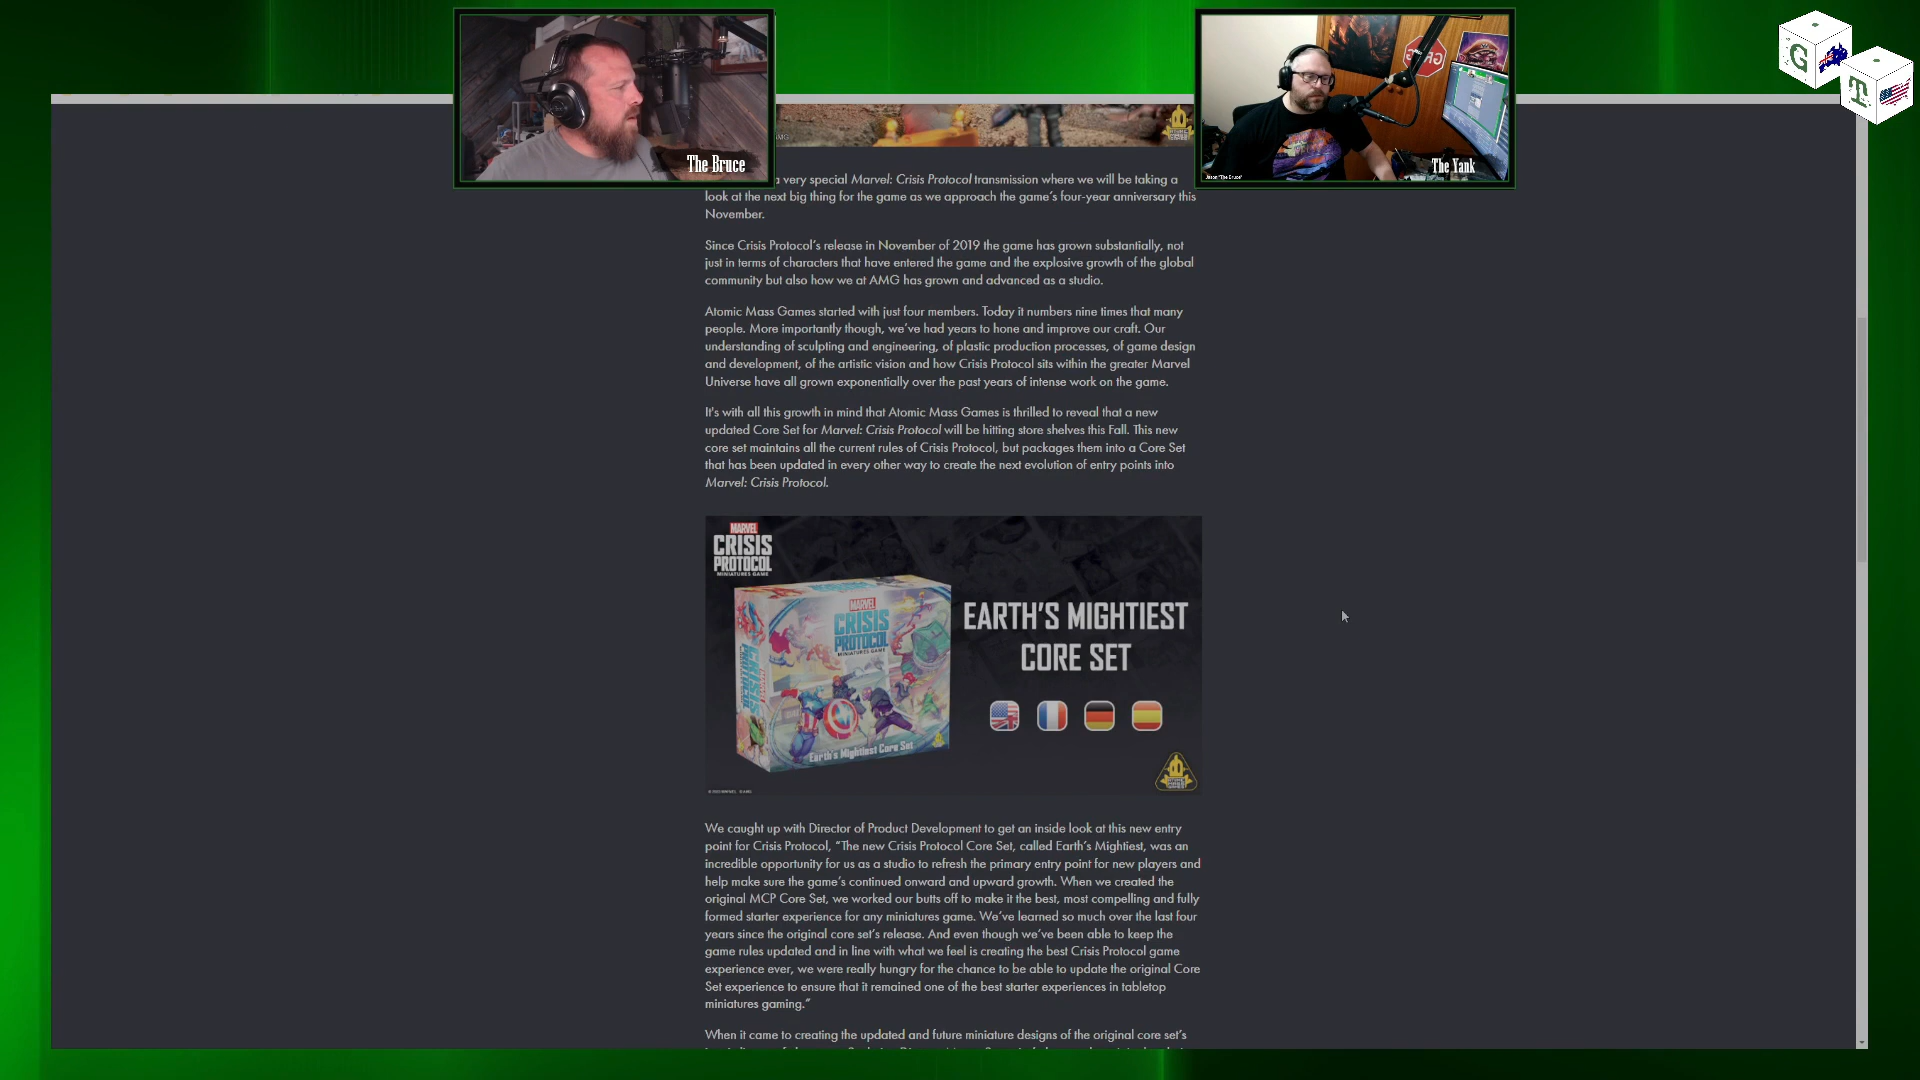 The Bruce
The Yank
Jason "The Bruce"
G
T
AMG
a very special Marvel: Crisis Protocol transmission where we will be taking a
look at the next big thing for the game as we approach the game's four-year anniversary this
November.
Since Crisis Protocol's release in November of 2019 the game has grown substantially, not
just in terms of characters that have entered the game and the explosive growth of the global
community but also how we at AMG has grown and advanced as a studio.
Atomic Mass Games started with just four members. Today it numbers nine times that many
people. More importantly though, we've had years to hone and improve our craft. Our
understanding of sculpting and engineering, of plastic production processes, of game design
and development, of the artistic vision and how Crisis Protocol sits within the greater Marvel
Universe have all grown exponentially over the past years of intense work on the game.
It's with all this growth in mind that Atomic Mass Games is thrilled to reveal that a new
updated Core Set for Marvel: Crisis Protocol will be hitting store shelves this Fall. This new
core set maintains all the current rules of Crisis Protocol, but packages them into a Core Set
that has been updated in every other way to create the next evolution of entry points into
Marvel: Crisis Protocol.
MARVEL
CRISIS
PROTOCOL
MINIATURES GAME
MARVEL
CRISIS
PROTOCOL
MINIATURES GAME
Earth's Mightiest Core Set
EARTH'S MIGHTIEST
CORE SET
We caught up with Director of Product Development to get an inside look at this new entry
point for Crisis Protocol, "The new Crisis Protocol Core Set, called Earth's Mightiest, was an
incredible opportunity for us as a studio to refresh the primary entry point for new players and
help make sure the game's continued onward and upward growth. When we created the
original MCP Core Set, we worked our butts off to make it the best, most compelling and fully
formed starter experience for any miniatures game. We've learned so much over the last four
years since the original core set's release. And even though we've been able to keep the
game rules updated and in line with what we feel is creating the best Crisis Protocol game
experience ever, we were really hungry for the chance to be able to update the original Core
Set experience to ensure that it remained one of the best starter experiences in tabletop
miniatures gaming."
When it came to creating the updated and future miniature designs of the original core set's